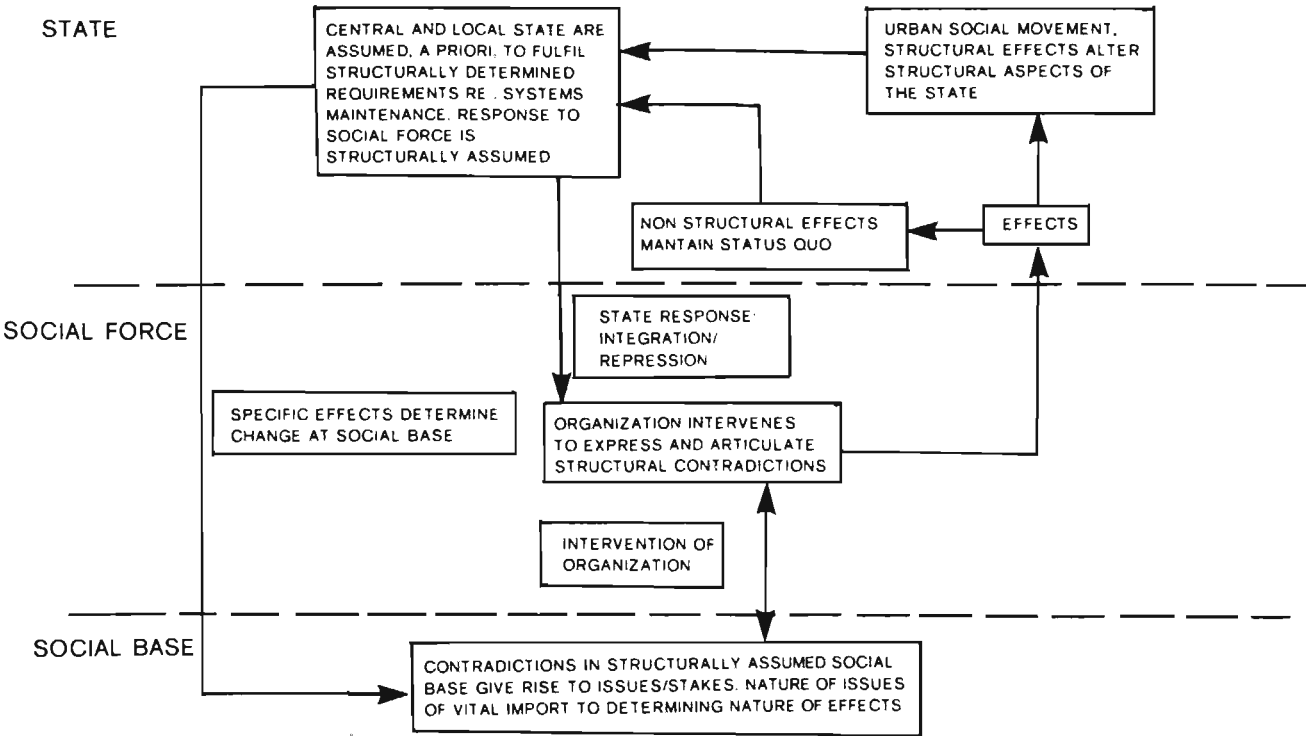 STATE
CENTRAL AND LOCAL STATE ARE
ASSUMED, A PRIORI, TO FULFIL
STRUCTURALLY DETERMINED
REQUIREMENTS RE . SYSTEMS
MAINTENANCE. RESPONSE TO
SOCIAL FORCE IS
STRUCTURALLY ASSUMED
URBAN SOCIAL MOVEMENT,
STRUCTURAL EFFECTS ALTER
STRUCTURAL ASPECTS OF
THE STATE
NON STRUCTURAL EFFECTS
MANTAIN STATUS QUO
EFFECTS
SOCIAL FORCE
STATE RESPONSE:
INTEGRATION/
REPRESSION
SPECIFIC EFFECTS DETERMINE
CHANGE AT SOCIAL BASE
ORGANIZATION INTERVENES
TO EXPRESS AND ARTICULATE
STRUCTURAL CONTRADICTIONS
INTERVENTION OF
ORGANIZATION
SOCIAL BASE
CONTRADICTIONS IN STRUCTURALLY ASSUMED SOCIAL
BASE GIVE RISE TO ISSUES/STAKES. NATURE OF ISSUES
OF VITAL IMPORT TO DETERMINING NATURE OF EFFECTS